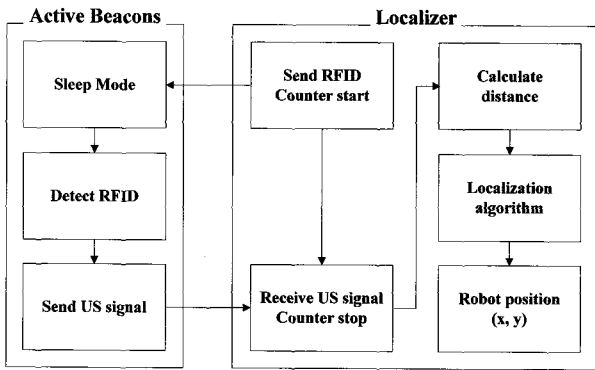 Active Beacons
Sleep Mode
Detect RFID
Send US signal
Localizer
Send RFID
Counter start
Receive US signal
Counter stop
Calculate
distance
Localization
algorithm
Robot position
(x, y)